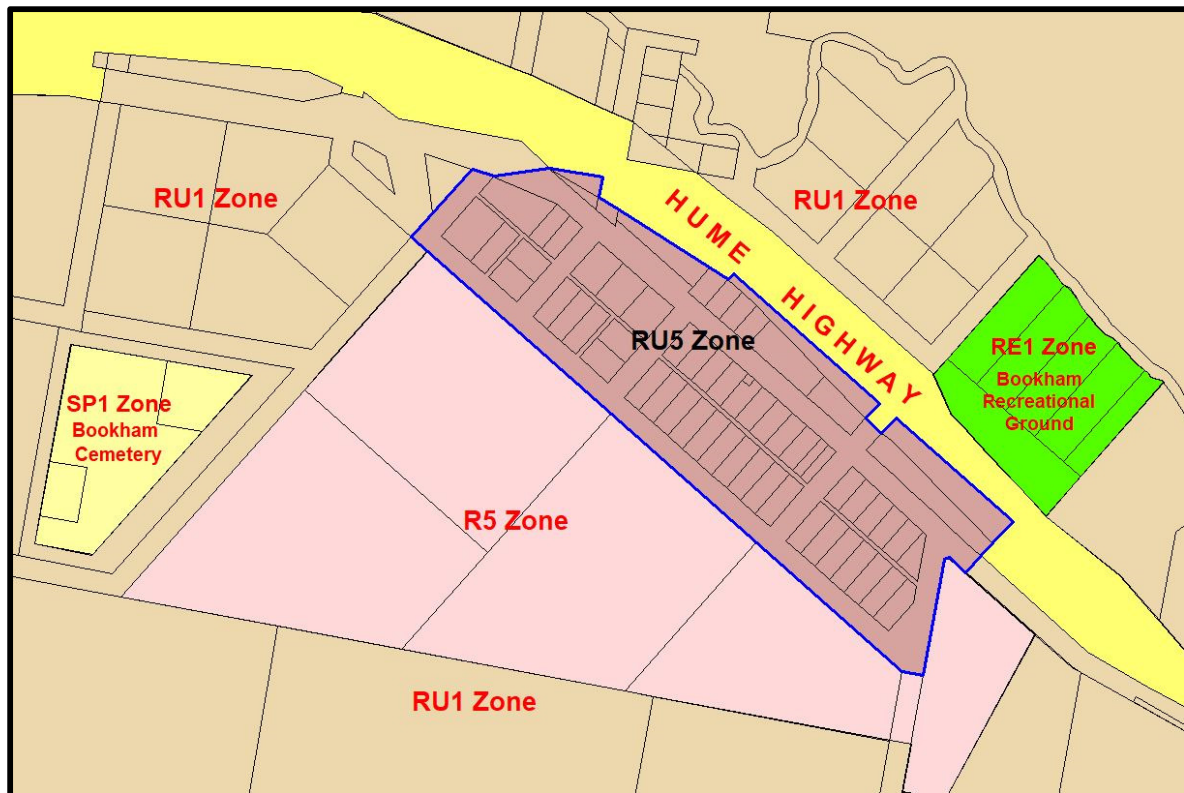 RU1 Zone
RU1 Zone
HUME HIGHWAY
RU5 Zone
RE1 Zone
Bookham
Recreational
Ground
SP1 Zone
Bookham
Cemetery
R5 Zone
RU1 Zone